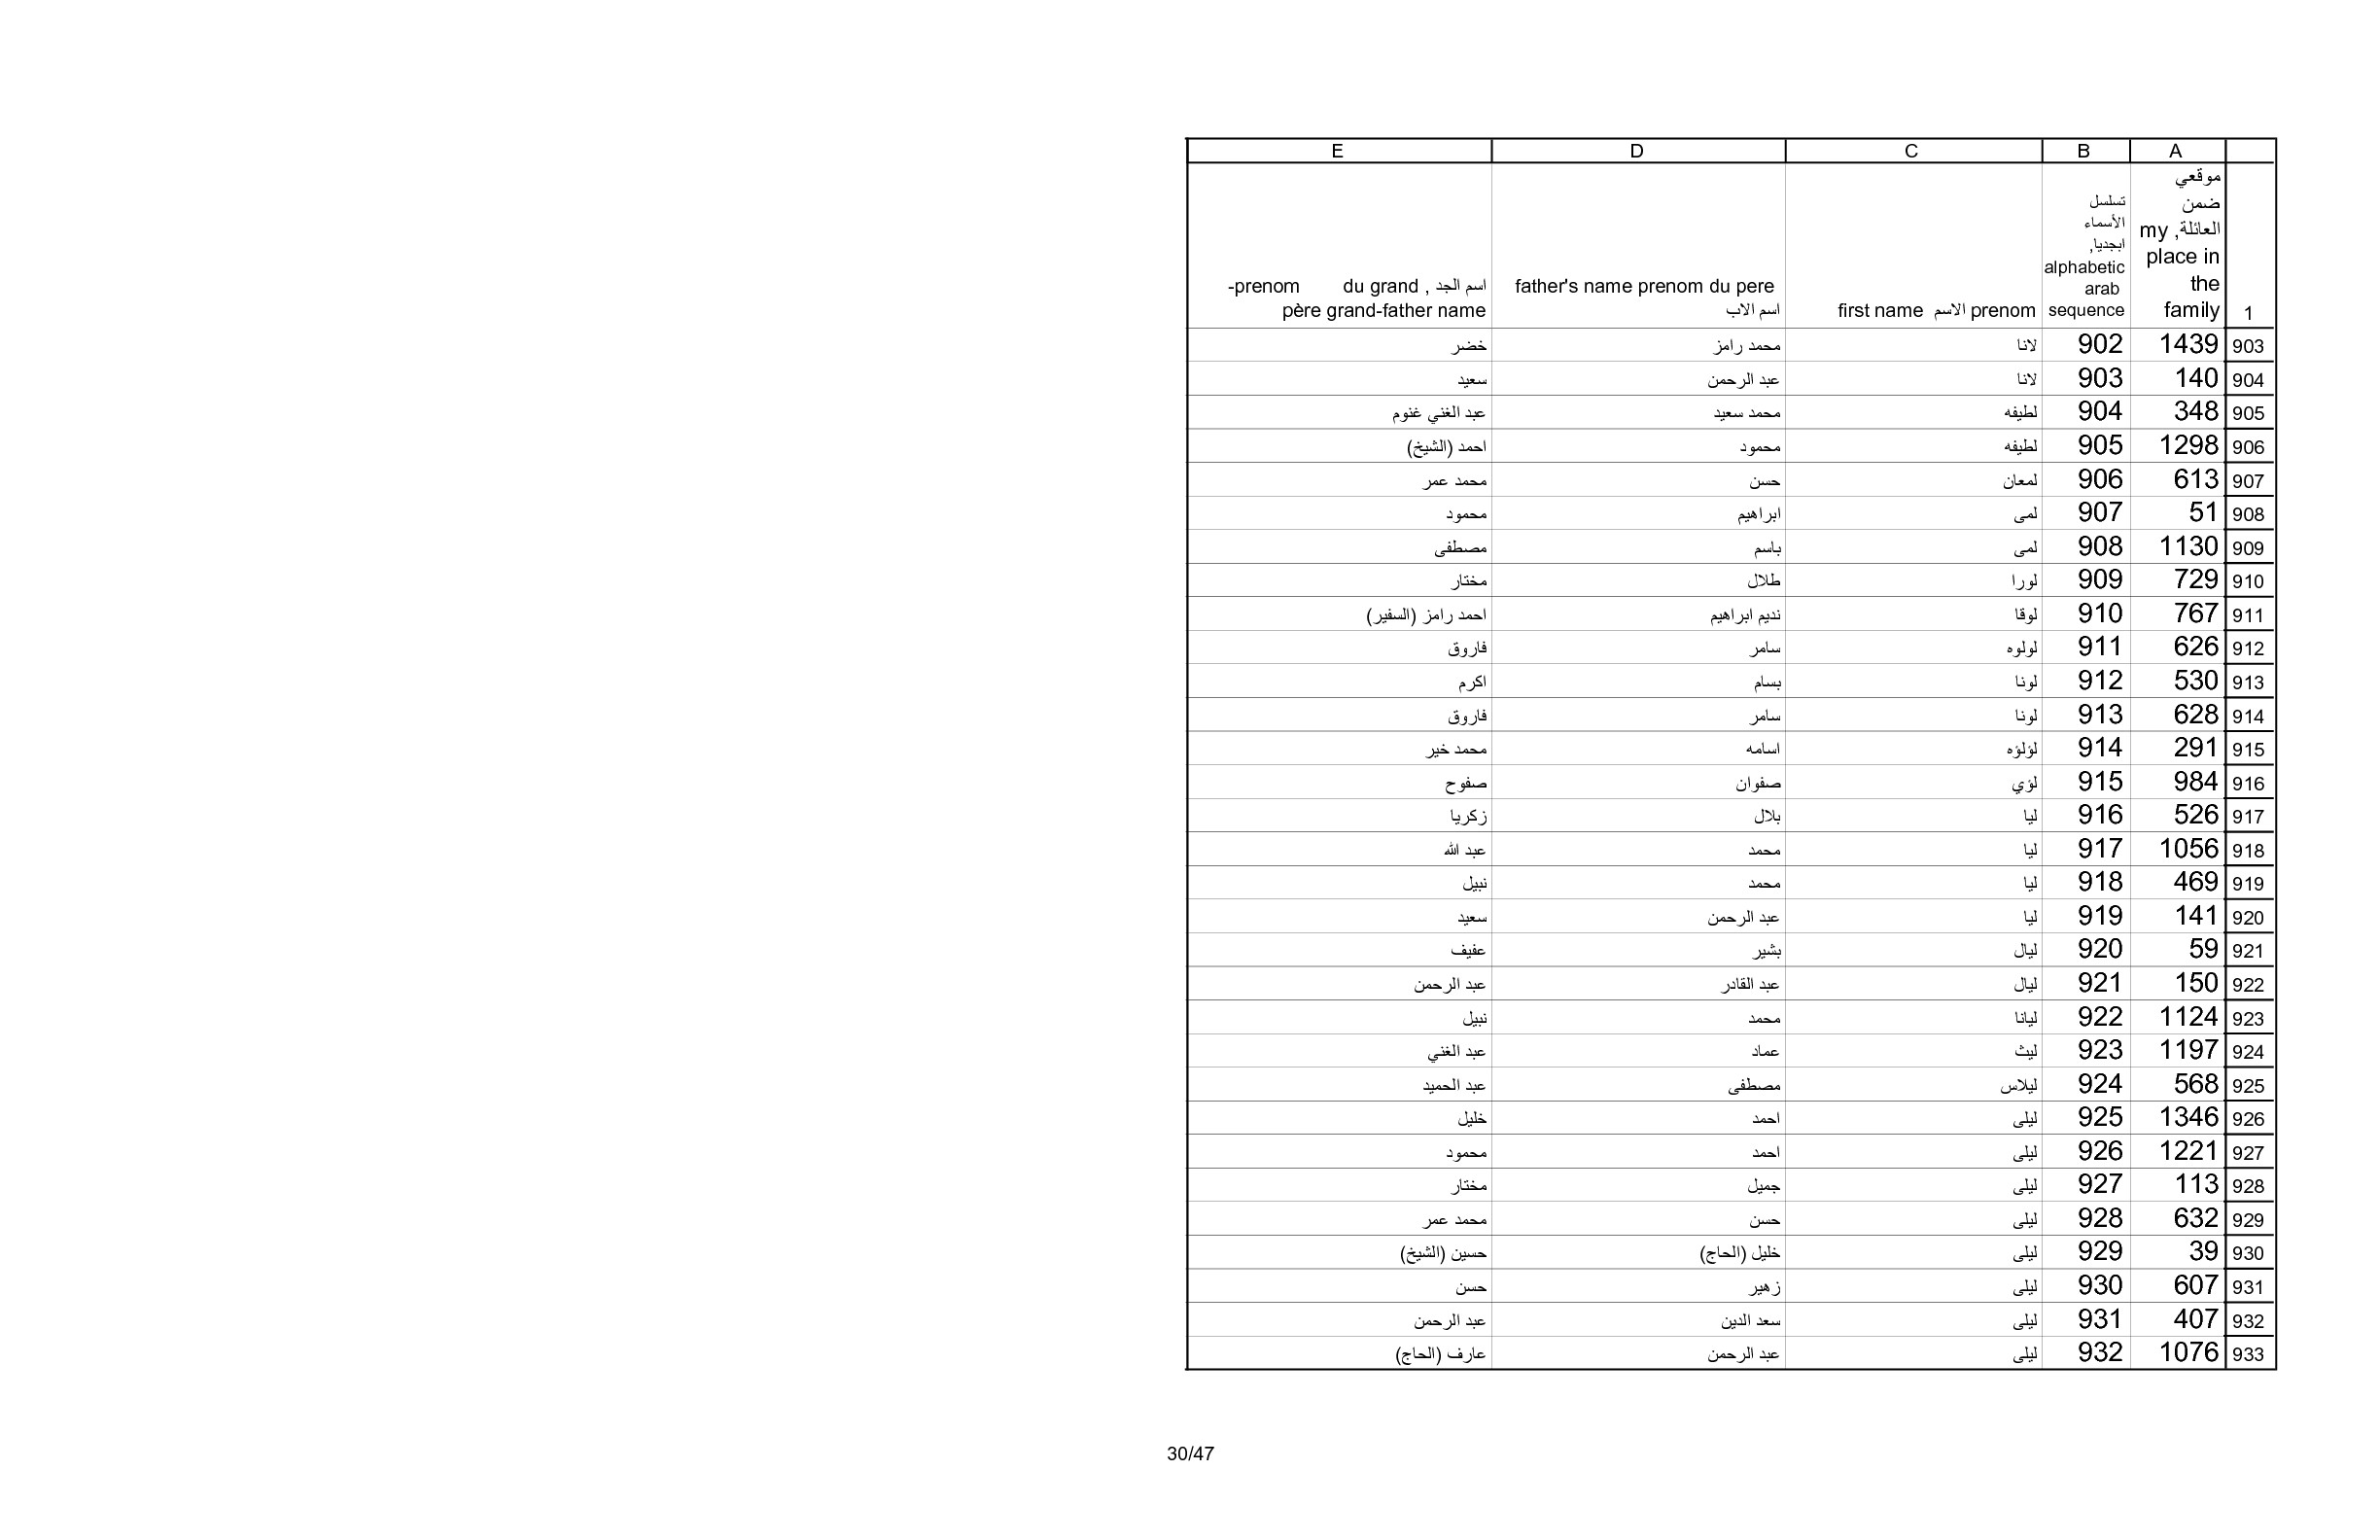 A B C D E
1 موقعي ضمن العائلة, my place in the family تسلسل الأسماء ابجديا, alphabetic arab sequence first name الاسم prenom father's name prenom du pere اسم الاب -prenom du grand , اسم الجد père grand-father name
903 1439 902 لانا محمد رامز خضر
904 140 903 لانا عبد الرحمن سعيد
905 348 904 لطيفه محمد سعيد عبد الغني غنوم
906 1298 905 لطيفه محمود احمد (الشيخ)
907 613 906 لمعان حسن محمد عمر
908 51 907 لمى ابراهيم محمود
909 1130 908 لمى باسم مصطفى
910 729 909 لورا طلال مختار
911 767 910 لوقا نديم ابراهيم احمد رامز (السفير)
912 626 911 لولوه سامر فاروق
913 530 912 لونا بسام اكرم
914 628 913 لونا سامر فاروق
915 291 914 لؤلؤه اسامه محمد خير
916 984 915 لؤي صفوان صفوح
917 526 916 ليا بلال زكريا
918 1056 917 ليا محمد عبد الله
919 469 918 ليا محمد نبيل
920 141 919 ليا عبد الرحمن سعيد
921 59 920 ليال بشير عفيف
922 150 921 ليال عبد القادر عبد الرحمن
923 1124 922 ليانا محمد نبيل
924 1197 923 ليث عماد عبد الغني
925 568 924 ليلاس مصطفى عبد الحميد
926 1346 925 ليلى احمد خليل
927 1221 926 ليلى احمد محمود
928 113 927 ليلى جميل مختار
929 632 928 ليلى حسن محمد عمر
930 39 929 ليلى خليل (الحاج) حسين (الشيخ)
931 607 930 ليلى زهير حسن
932 407 931 ليلى سعد الدين عبد الرحمن
933 1076 932 ليلى عبد الرحمن عارف (الحاج)
30/47